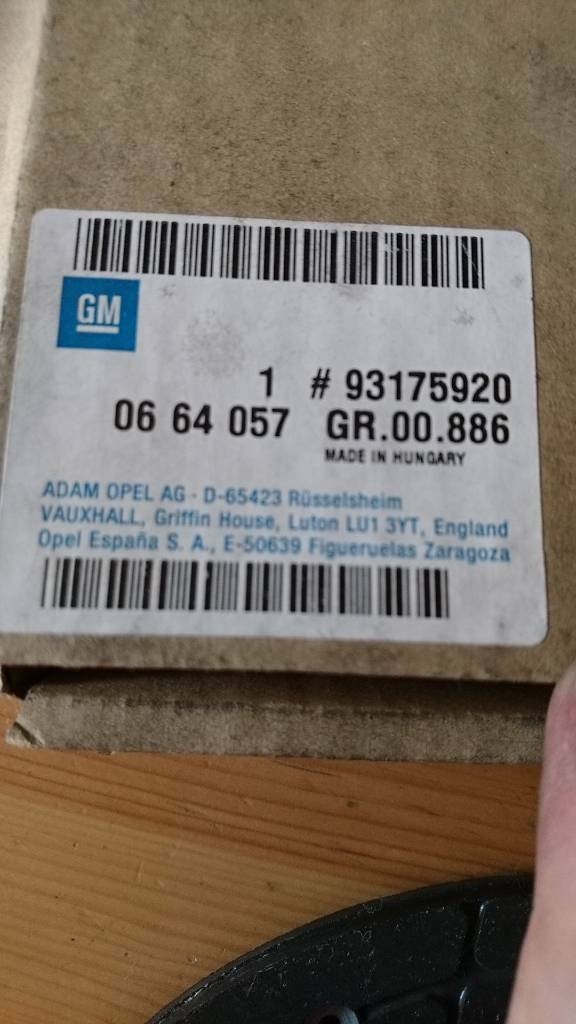 GM
1 # 93175920
06 64 057 GR.00.886
MADE IN HUNGARY
ADAM OPEL AG · D-65423 Rüsselsheim
VAUXHALL, Griffin House, Luton LU1 3YT, England
Opel España S. A., E-50639 Figueruelas Zaragoza